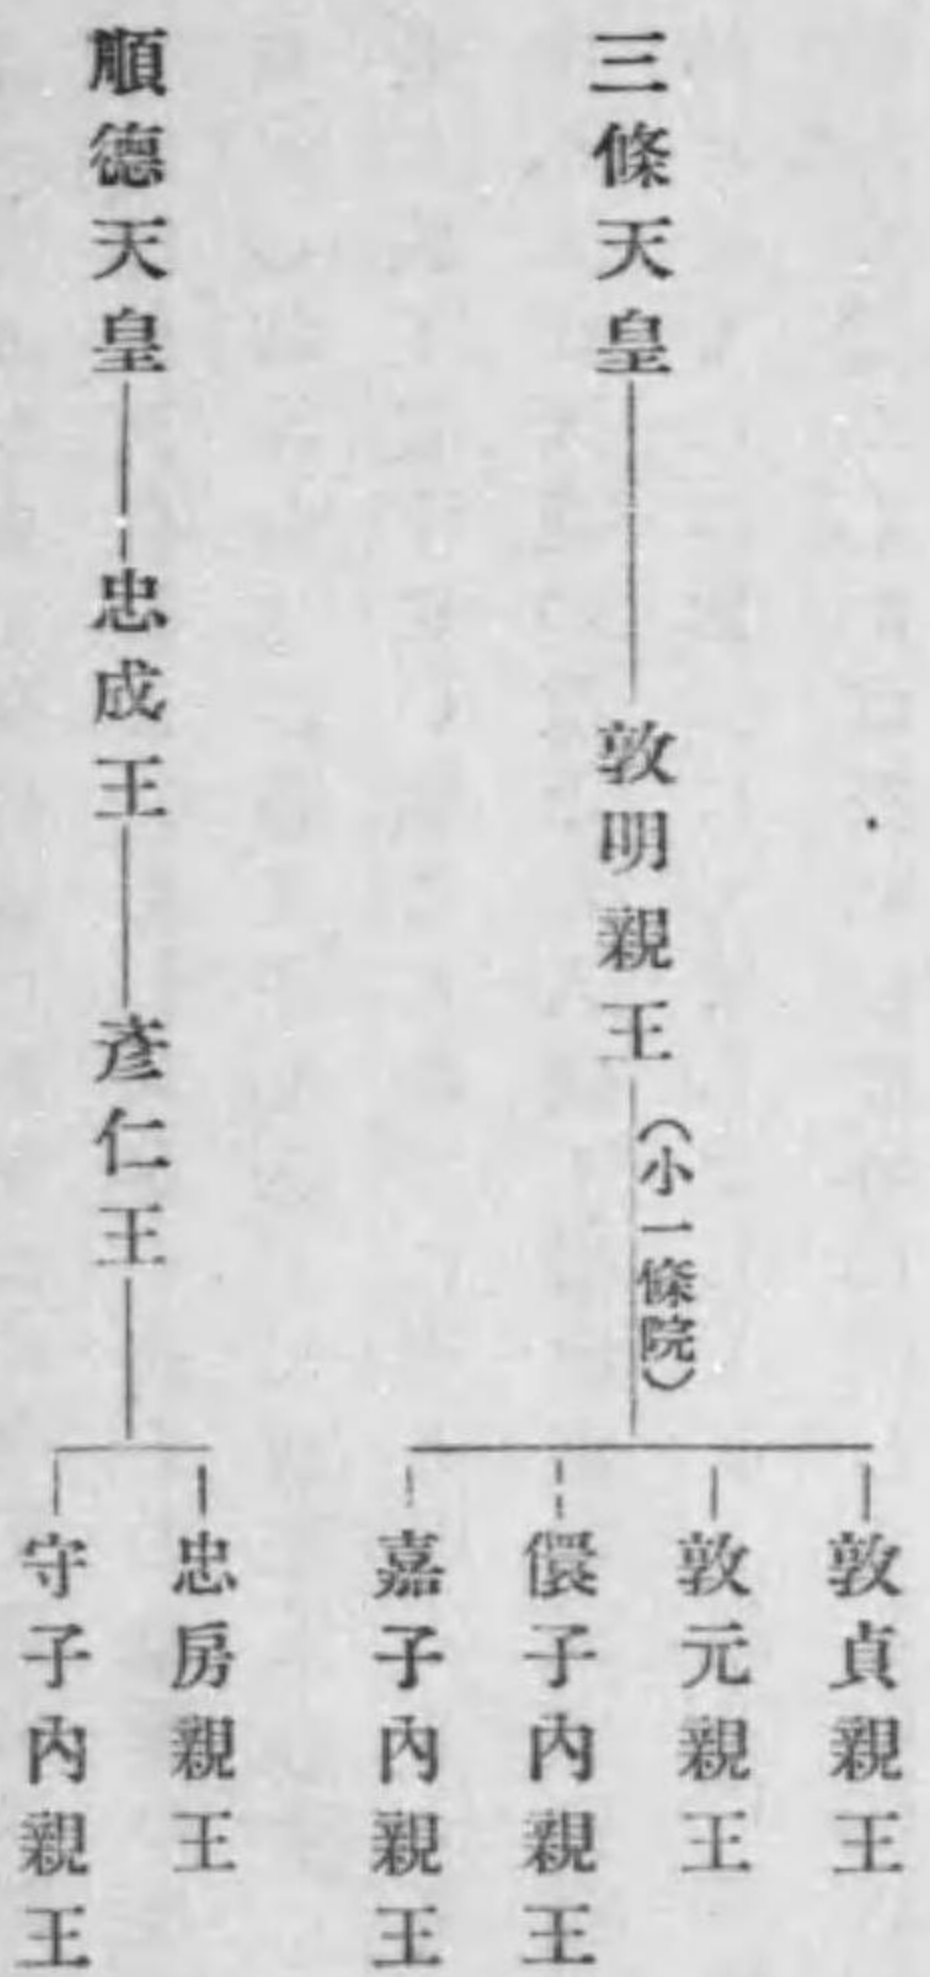 三條天皇
敦明親王
(小一條院)
敦貞親王
敦元親王
儇子內親王
嘉子內親王
順德天皇
忠成王
彥仁王
忠房親王
守子內親王